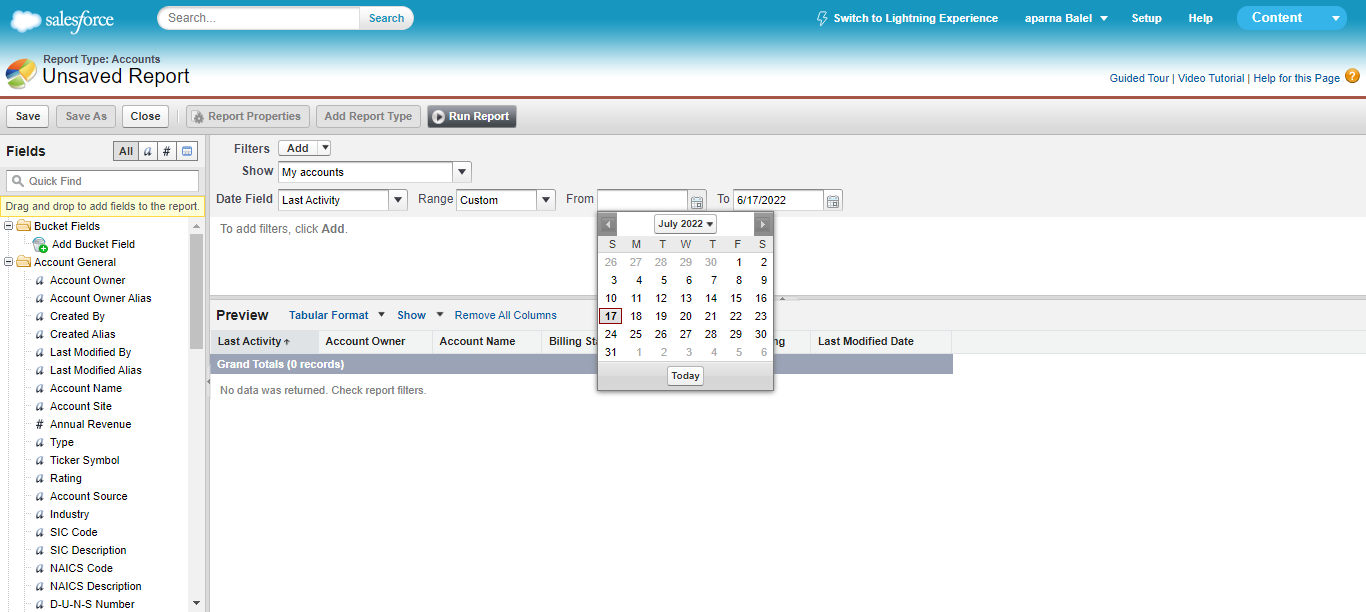 salesforce
Search...
Search
Switch to Lightning Experience
aparna Balel
Setup
Help
Content
Report Type: Accounts
Unsaved Report
Guided Tour | Video Tutorial | Help for this Page ?
Save
Save As
Close
Report Properties
Add Report Type
Run Report
Fields
All a #
Quick Find
Drag and drop to add fields to the report.
Bucket Fields
Add Bucket Field
Account General
a Account Owner
a Account Owner Alias
a Created By
a Created Alias
a Last Modified By
a Last Modified Alias
a Account Name
a Account Site
# Annual Revenue
a Type
a Ticker Symbol
a Rating
a Account Source
a Industry
a SIC Code
a SIC Description
a NAICS Code
a NAICS Description
a D-U-N-S Number
Filters Add
Show My accounts
Date Field Last Activity Range Custom From To 6/17/2022
To add filters, click Add.
July 2022
S M T W T F S
26 27 28 29 30 1 2
3 4 5 6 7 8 9
10 11 12 13 14 15 16
17 18 19 20 21 22 23
24 25 26 27 28 29 30
31 1 2 3 4 5 6
Today
Preview Tabular Format Show Remove All Columns
Last Activity Account Owner Account Name Billing Sta ng Last Modified Date
Grand Totals (0 records)
No data was returned. Check report filters.